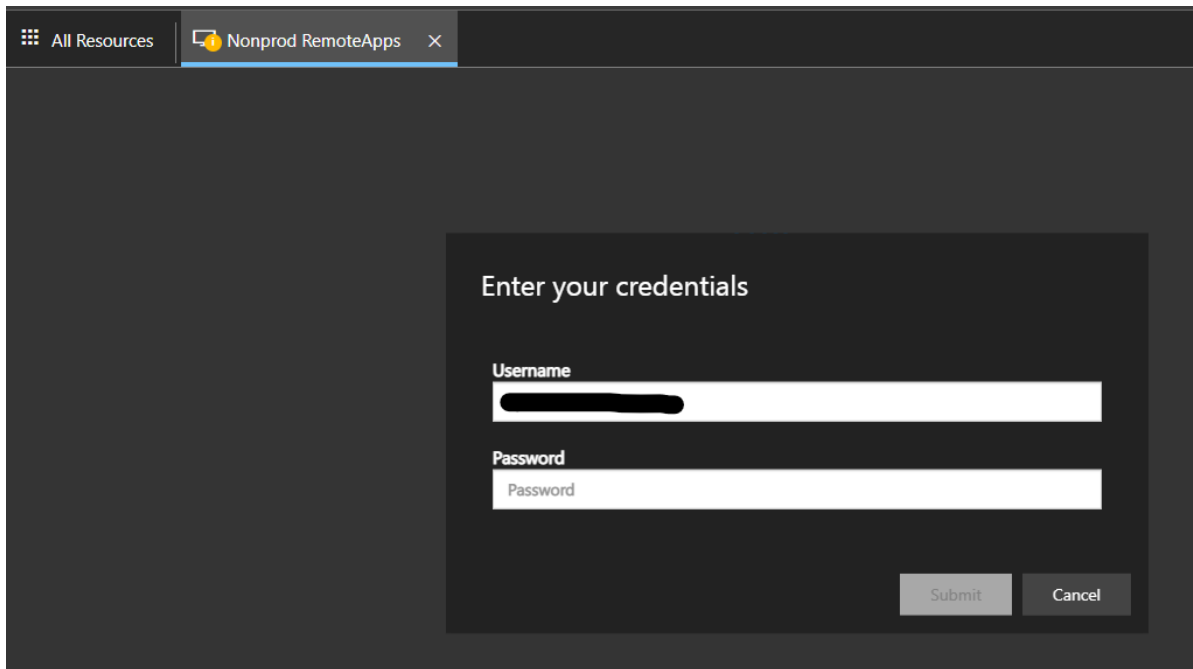 All Resources
Nonprod RemoteApps
Enter your credentials
Username
Password
Password
Submit
Cancel